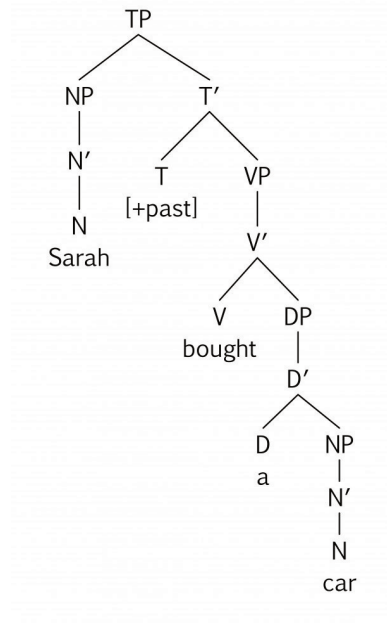 TP
NP T′
N′ T VP
[+past]
N V′
Sarah
V DP
bought
D′
D NP
a
N′
N
car